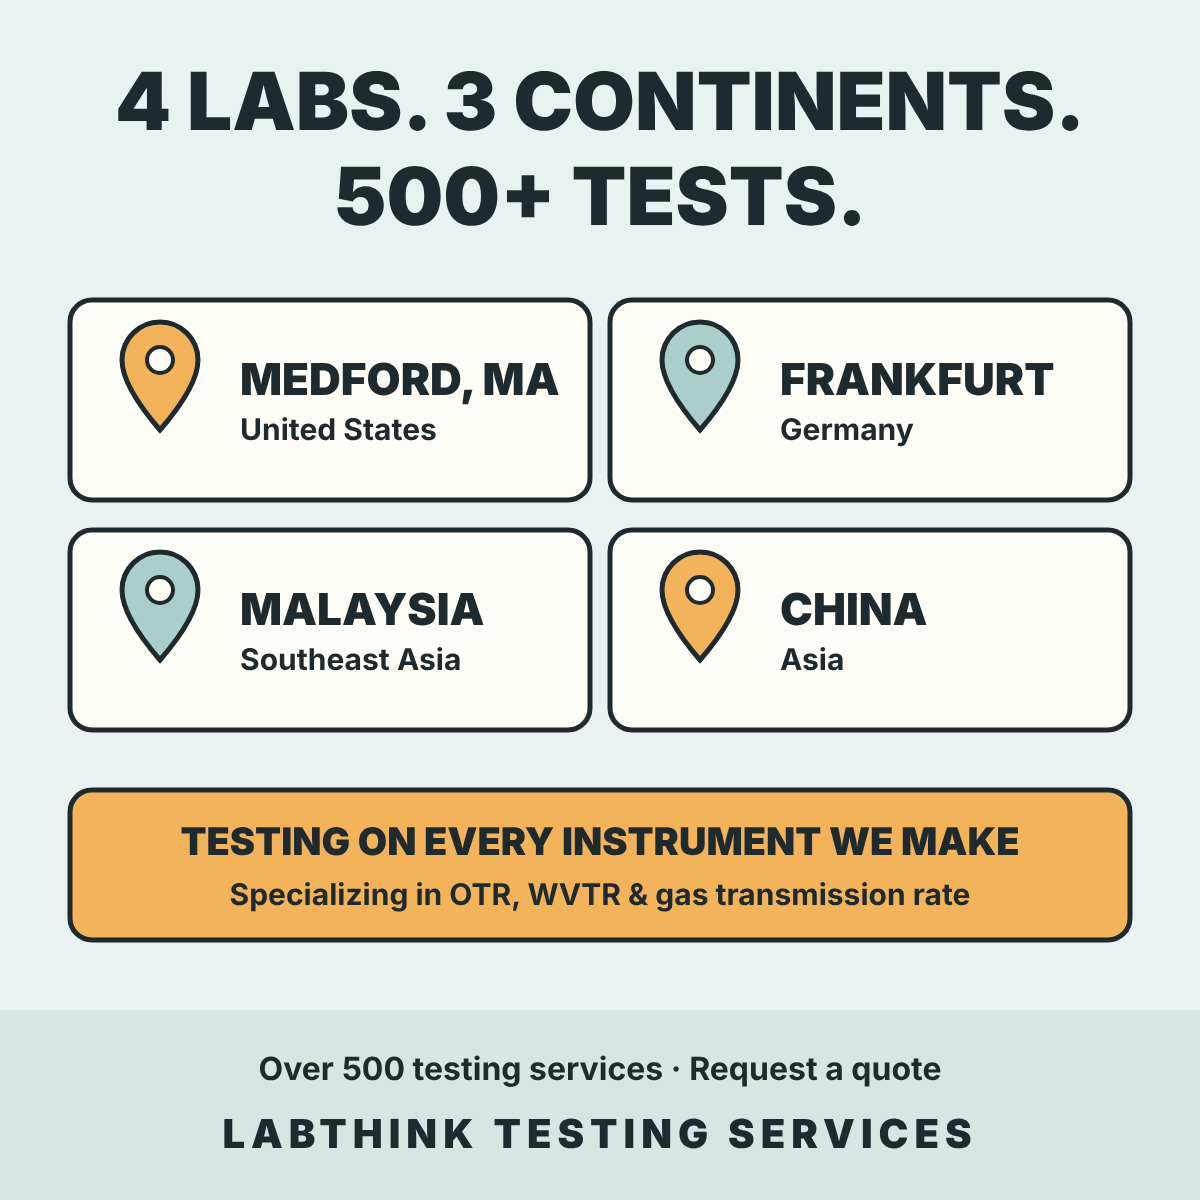 4 LABS. 3 CONTINENTS.
500+ TESTS.
MEDFORD, MA
United States
FRANKFURT
Germany
MALAYSIA
Southeast Asia
CHINA
Asia
TESTING ON EVERY INSTRUMENT WE MAKE
Specializing in OTR, WVTR & gas transmission rate
Over 500 testing services · Request a quote
LABTHINK TESTING SERVICES